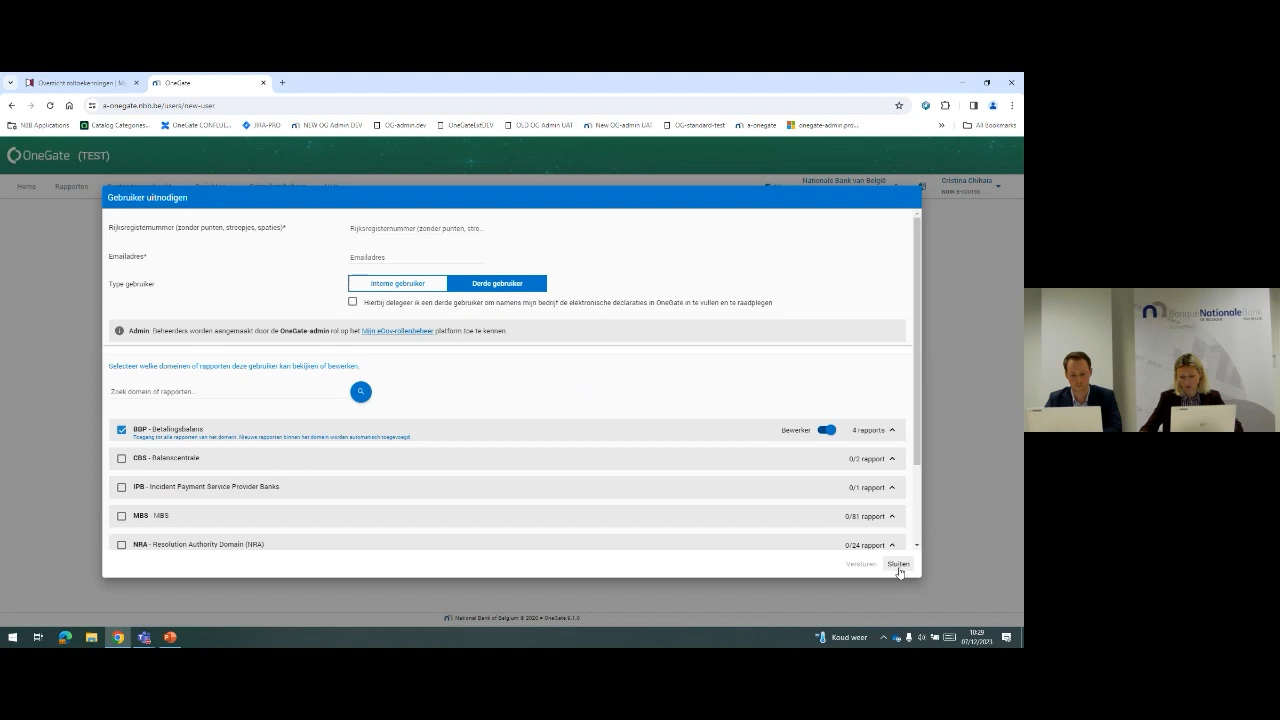 Overzicht roltoekenningen | M
OneGate
a-onegate.nbb.be/users/new-user
NBB Applications
Catalog Categories...
OneGate CONFLUE...
JIRA-PRO
NEW OG Admin DEV
OG-admin.dev
OneGateExtDEV
OLD OG Admin UAT
New OG-admin UAT
OG-standard-test
a-onegate
onegate-admin.pro...
»
All Bookmarks
OneGate (TEST)
Home
Rapporten
Nationale Bank van België
Cristina Chihaia
Gebruiker uitnodigen
Rijksregisternummer (zonder punten, streepjes, spaties)*
Rijksregisternummer (zonder punten, stre..
Emailadres*
Emailadres
Type gebruiker
Interne gebruiker
Derde gebruiker
Hierbij delegeer ik een derde gebruiker om namens mijn bedrijf de elektronische declaraties in OneGate in te vullen en te raadplegen
Admin: Beheerders worden aangemaakt door de OneGate-admin rol op het Mijn eGov-rollenbeheer platform toe te kennen.
Selecteer welke domeinen of rapporten deze gebruiker kan bekijken of bewerken.
Zoek domein of rapporten...
BBP - Betalingsbalans
Toegang tot alle rapporten van het domein. Nieuwe rapporten binnen het domein worden automatisch toegevoegd.
Bewerker
4 rapports
CBS - Balanscentrale
0/2 rapport
IPB - Incident Payment Service Provider Banks
0/1 rapport
MBS - MBS
0/81 rapport
NRA - Resolution Authority Domain (NRA)
0/24 rapport
Versturen
Sluiten
National Bank of Belgium © 2020 • OneGate 9.1.0
Koud weer
10:29
07/12/2023
BanqueNationaleBank